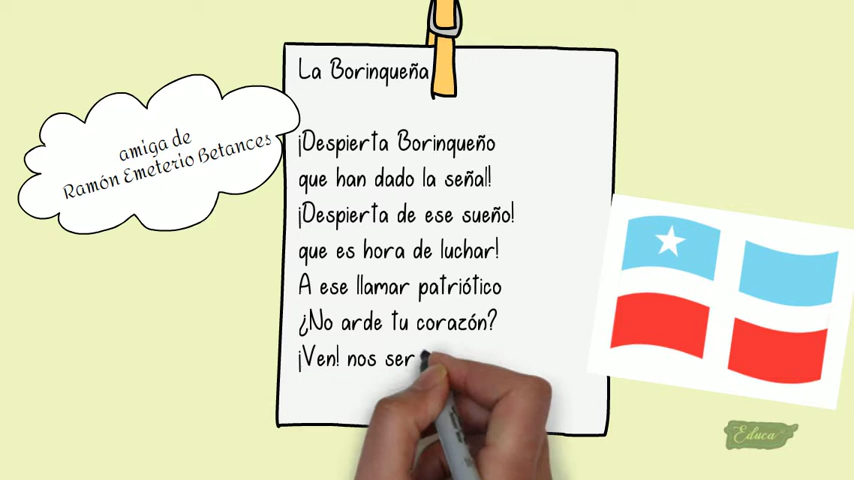 amiga de
Ramón Emeterio Betances
La Borinqueña
¡Despierta Borinqueño
que han dado la señal!
¡Despierta de ese sueño!
que es hora de luchar!
A ese llamar patriótico
¿No arde tu corazón?
¡Ven! nos ser
Educa